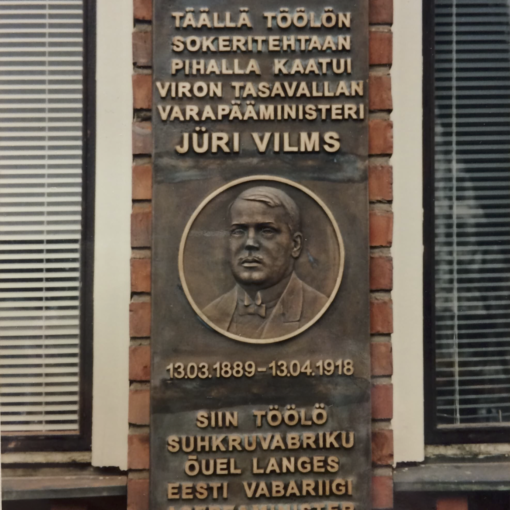 TÄÄLLÄ TÖÖLÖN
SOKERITEHTAAN
PIHALLA KAATUI
VIRON TASAVALLAN
VARAPÄÄMINISTERI
JÜRI VILMS
13.03.1889-13.04.1918
SIIN TÖÖLÖ
SUHKRUVABRIKU
ÕUEL LANGES
EESTI VABARIIGI